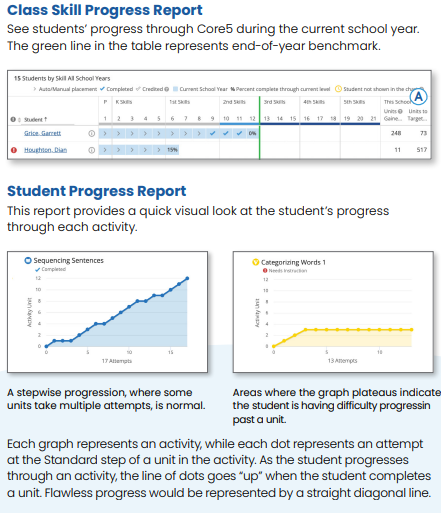 Class Skill Progress Report
See students' progress through Core5 during the current school year.
The green line in the table represents end-of-year benchmark.
15 Students by Skill All School Years
> Auto/Manual placement ✓ Completed ✓ Credited Current School Year % Percent complete through current level Student not shown in the
A
P K Skills 1st Skills 2nd Skills 3rd Skills 4th Skills 5th Skills This School
Student ↑ 1 2 3 4 5 6 7 8 9 10 11 12 13 14 15 16 17 18 19 20 21 Units Gaine... Units to Target...
Grice, Garrett > > > > > > > > > ✓ ✓ ✓ 0% 248 73
Houghton, Dian > > > > > > 15% 11 517
Student Progress Report
This report provides a quick visual look at the student's progress
through each activity.
Sequencing Sentences
✓ Completed
Activity Unit
12
10
8
6
4
2
0
0 5 10 15
17 Attempts
Categorizing Words 1
Needs Instruction
Activity Unit
12
10
8
6
4
2
0
0 5 10
13 Attempts
A stepwise progression, where some
units take multiple attempts, is normal.
Areas where the graph plateaus indicate
the student is having difficulty progressin
past a unit.
Each graph represents an activity, while each dot represents an attempt
at the Standard step of a unit in the activity. As the student progresses
through an activity, the line of dots goes "up" when the student completes
a unit. Flawless progress would be represented by a straight diagonal line.